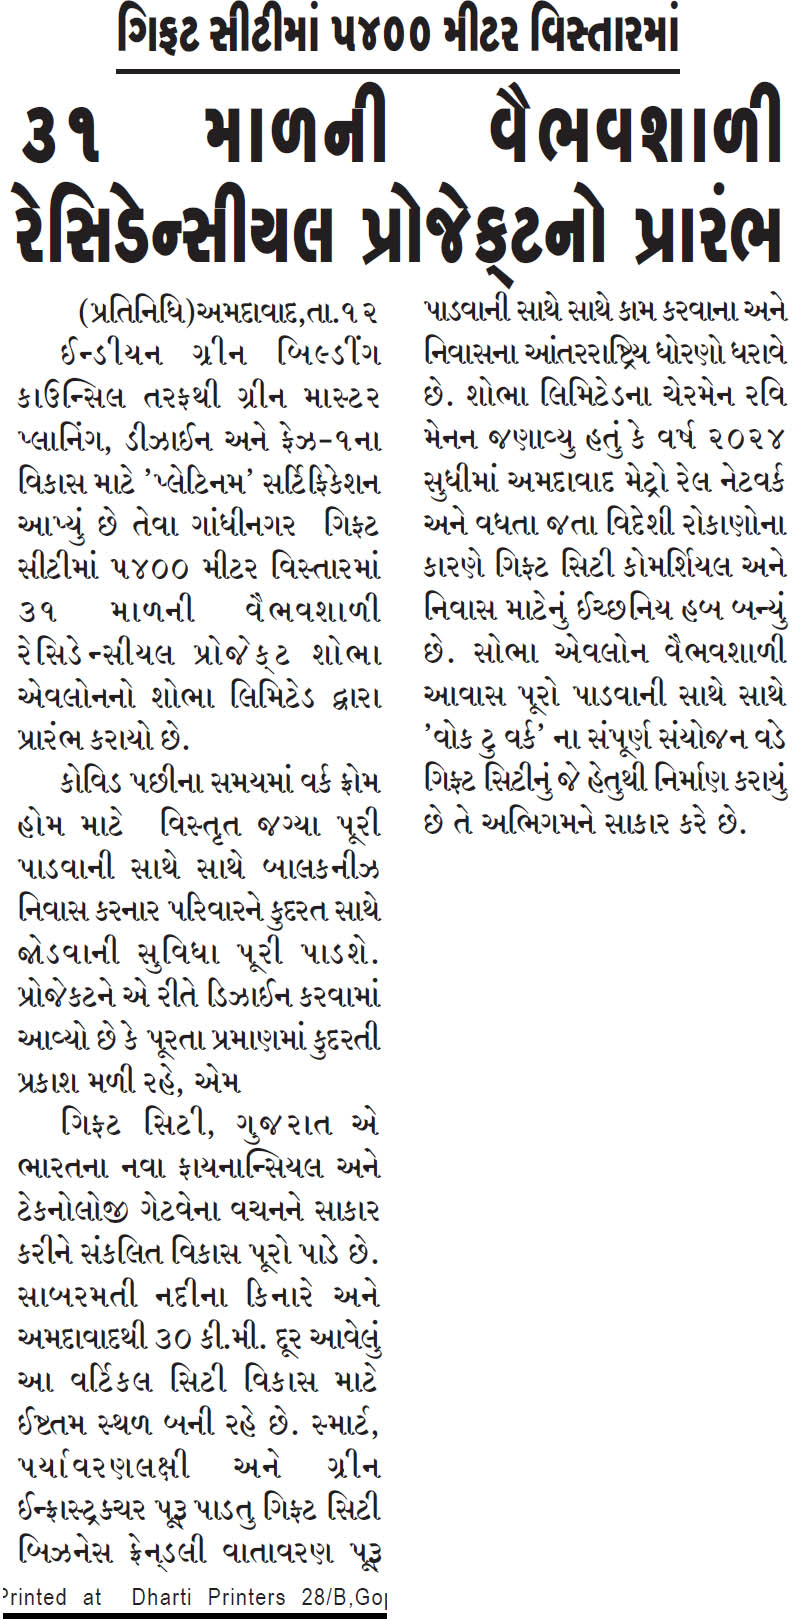 ગિફ્ટ સીટીમાં ૫૪૦૦ મીટર વિસ્તારમાં
૩૧ માળની વૈભવશાળી
રેસિડેન્સીયલ પ્રોજેક્ટનો પ્રારંભ
(પ્રતિનિધિ)અમદાવાદ,તા.૧૨
ઈન્ડીયન ગ્રીન બિલ્ડીંગ
કાઉન્સિલ તરફથી ગ્રીન માસ્ટર
પ્લાનિંગ, ડીઝાઈન અને ફેઝ-૧ના
વિકાસ માટે 'પ્લેટિનમ' સર્ટિફિકેશન
આપ્યું છે તેવા ગાંધીનગર ગિફ્ટ
સીટીમાં ૫૪૦૦ મીટર વિસ્તારમાં
૩૧ માળની વૈભવશાળી
રેસિડેન્સીયલ પ્રોજેક્ટ શોભા
એવલોનનો શોભા લિમિટેડ દ્વારા
પ્રારંભ કરાયો છે.
કોવિડ પછીના સમયમાં વર્ક ફ્રોમ
હોમ માટે વિસ્તૃત જગ્યા પૂરી
પાડવાની સાથે સાથે બાલકનીઝ
નિવાસ કરનાર પરિવારને કુદરત સાથે
જોડવાની સુવિધા પૂરી પાડશે.
પ્રોજેકટને એ રીતે ડિઝાઈન કરવામાં
આવ્યો છે કે પૂરતા પ્રમાણમાં કુદરતી
પ્રકાશ મળી રહે, એમ
ગિફ્ટ સિટી, ગુજરાત એ
ભારતના નવા ફાયનાન્સિયલ અને
ટેકનોલોજી ગેટવેના વચનને સાકાર
કરીને સંકલિત વિકાસ પૂરો પાડે છે.
સાબરમતી નદીના કિનારે અને
અમદાવાદથી ૩૦ કી.મી. દૂર આવેલું
આ વર્ટિકલ સિટી વિકાસ માટે
ઈષ્ટતમ સ્થળ બની રહે છે. સ્માર્ટ,
પર્યાવરણલક્ષી અને ગ્રીન
ઈન્ફ્રાસ્ટ્રક્ચર પૂરૂ પાડતુ ગિફ્ટ સિટી
બિઝનેસ ફ્રેન્ડલી વાતાવરણ પૂરૂ
પાડવાની સાથે સાથે કામ કરવાના અને
નિવાસના આંતરરાષ્ટ્રિય ધોરણો ધરાવે
છે. શોભા લિમિટેડના ચેરમેન રવિ
મેનન જણાવ્યુ હતું કે વર્ષ ૨૦૨૪
સુધીમાં અમદાવાદ મેટ્રો રેલ નેટવર્ક
અને વધતા જતા વિદેશી રોકાણોના
કારણે ગિફ્ટ સિટી કોમર્શિયલ અને
નિવાસ માટેનું ઈચ્છનિય હબ બન્યું
છે. સોભા એવલોન વૈભવશાળી
આવાસ પૂરો પાડવાની સાથે સાથે
'વોક ટુ વર્ક' ના સંપૂર્ણ સંયોજન વડે
ગિફ્ટ સિટીનું જે હેતુથી નિર્માણ કરાયું
છે તે અભિગમને સાકાર કરે છે.
Printed at Dharti Printers 28/B,Gop